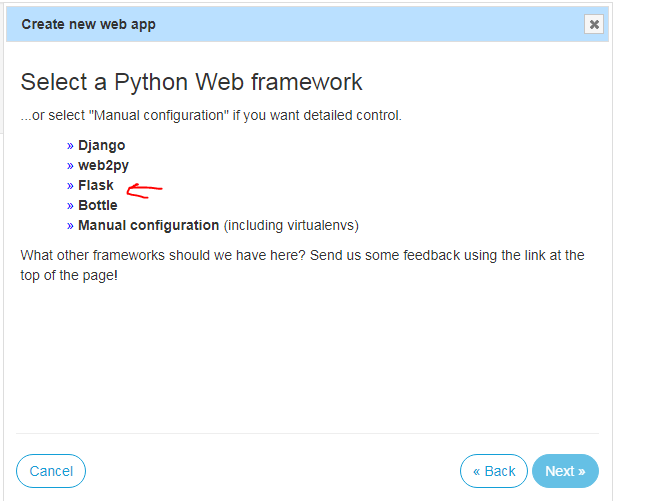 Create new web app
Select a Python Web framework
...or select "Manual configuration" if you want detailed control.
» Django
» web2py
» Flask
» Bottle
» Manual configuration (including virtualenvs)
What other frameworks should we have here? Send us some feedback using the link at the
top of the page!
Cancel
« Back
Next »